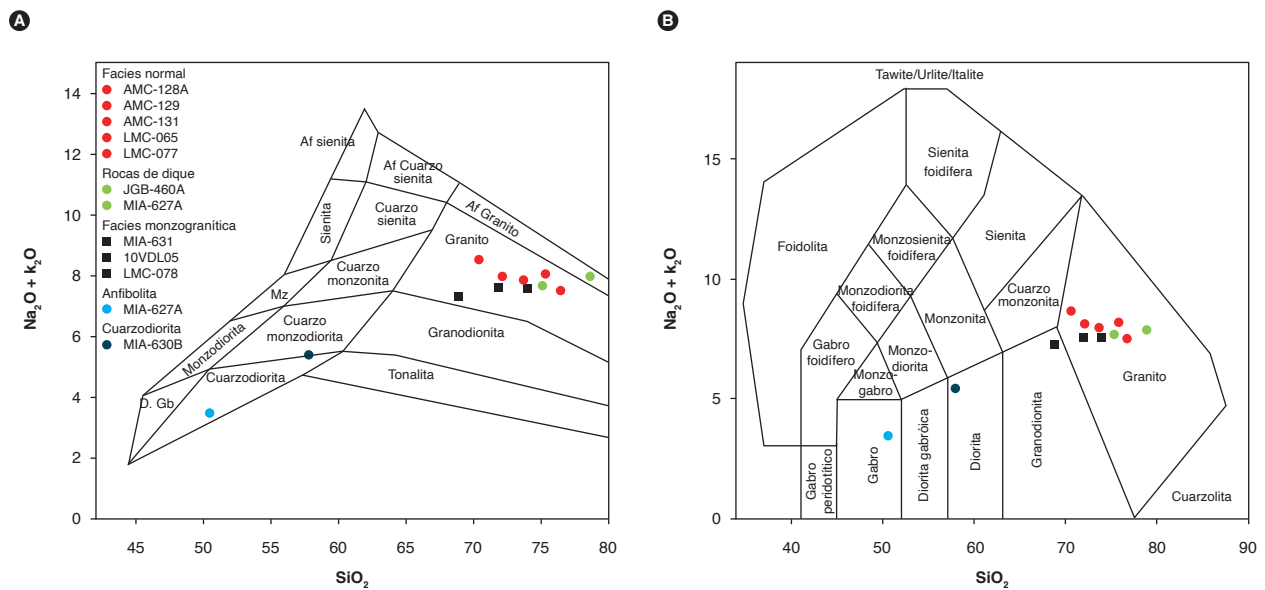 A
Na₂O + k₂O
14
12
10
8
6
4
2
0
45
50
55
60
65
70
75
80
SiO₂
Facies normal
AMC-128A
AMC-129
AMC-131
LMC-065
LMC-077
Rocas de dique
JGB-460A
MIA-627A
Facies monzogranítica
MIA-631
10VDL05
LMC-078
Anfibolita
MIA-627A
Cuarzodiorita
MIA-630B
Af sienita
Af Cuarzo
sienita
Af Granito
Sienita
Cuarzo
sienita
Granito
Cuarzo
monzonita
Mz
Monzodiorita
Cuarzo
monzodiorita
Granodionita
Cuarzodiorita
Tonalita
D. Gb
B
Na₂O + k₂O
15
10
5
0
40
50
60
70
80
90
SiO₂
Tawite/Urlite/Italite
Sienita
foidífera
Foidolita
Monzosienita
foidífera
Sienita
Monzodionita
foidífera
Cuarzo
monzonita
Monzonita
Gabro
foidífero
Monzo-
diorita
Monzo-
gabro
Granito
Gabro
peridotítico
Gabro
Diorita gabróica
Diorita
Granodionita
Cuarzolita